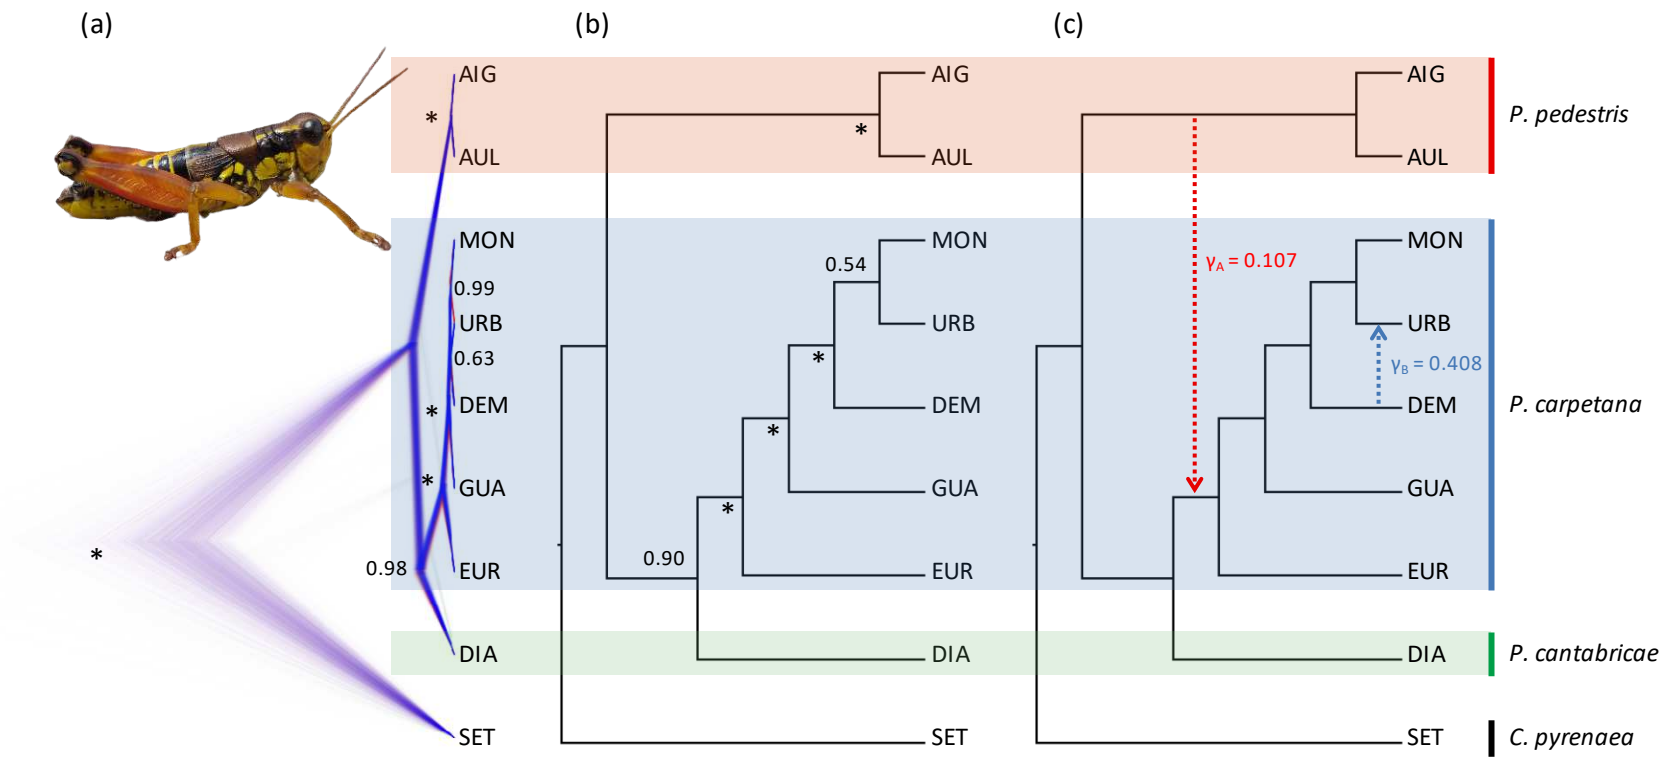 (a)
(b)
(c)
AIG
*
AUL
MON
0.99
URB
0.63
DEM
*
*
GUA
*
0.98
EUR
DIA
SET
AIG
*
AUL
MON
0.54
URB
*
DEM
*
GUA
*
0.90
EUR
DIA
SET
AIG
AUL
γA = 0.107
MON
URB
γB = 0.408
DEM
GUA
EUR
DIA
SET
P. pedestris
P. carpetana
P. cantabricae
C. pyrenaea